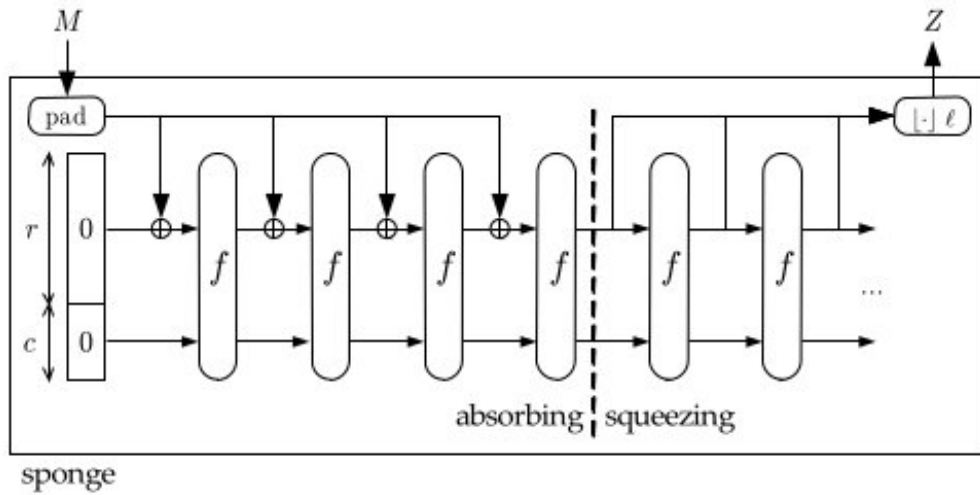 M Z
pad ⌊·⌋ ℓ
r 0 f f f f f f
c 0 ...
absorbing squeezing
sponge